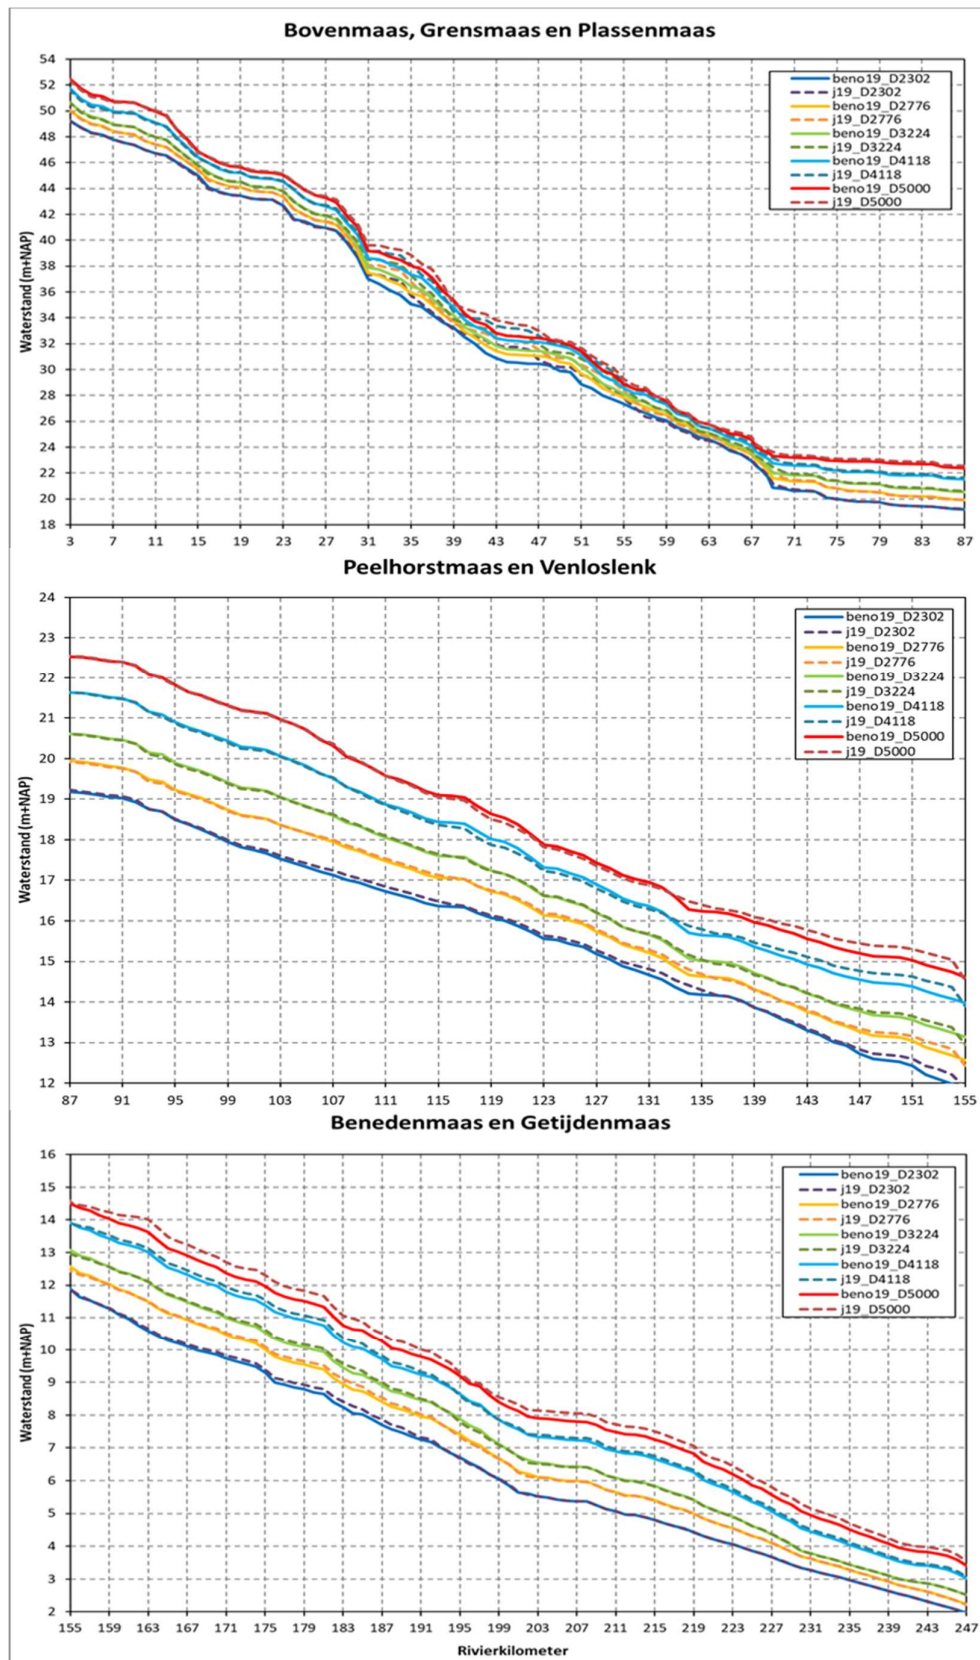 Bovenmaas, Grensmaas en Plassenmaas
54
52
50
48
46
44
42
40
38
36
34
32
30
28
26
24
22
20
18
Waterstand (m+NAP)
beno19_D2302
j19_D2302
beno19_D2776
j19_D2776
beno19_D3224
j19_D3224
beno19_D4118
j19_D4118
beno19_D5000
j19_D5000
3 7 11 15 19 23 27 31 35 39 43 47 51 55 59 63 67 71 75 79 83 87
Peelhorstmaas en Venloslenk
24
23
22
21
20
19
18
17
16
15
14
13
12
Waterstand (m+NAP)
beno19_D2302
j19_D2302
beno19_D2776
j19_D2776
beno19_D3224
j19_D3224
beno19_D4118
j19_D4118
beno19_D5000
j19_D5000
87 91 95 99 103 107 111 115 119 123 127 131 135 139 143 147 151 155
Benedenmaas en Getijdenmaas
16
15
14
13
12
11
10
9
8
7
6
5
4
3
2
Waterstand (m+NAP)
beno19_D2302
j19_D2302
beno19_D2776
j19_D2776
beno19_D3224
j19_D3224
beno19_D4118
j19_D4118
beno19_D5000
j19_D5000
155 159 163 167 171 175 179 183 187 191 195 199 203 207 211 215 219 223 227 231 235 239 243 247
Rivierkilometer